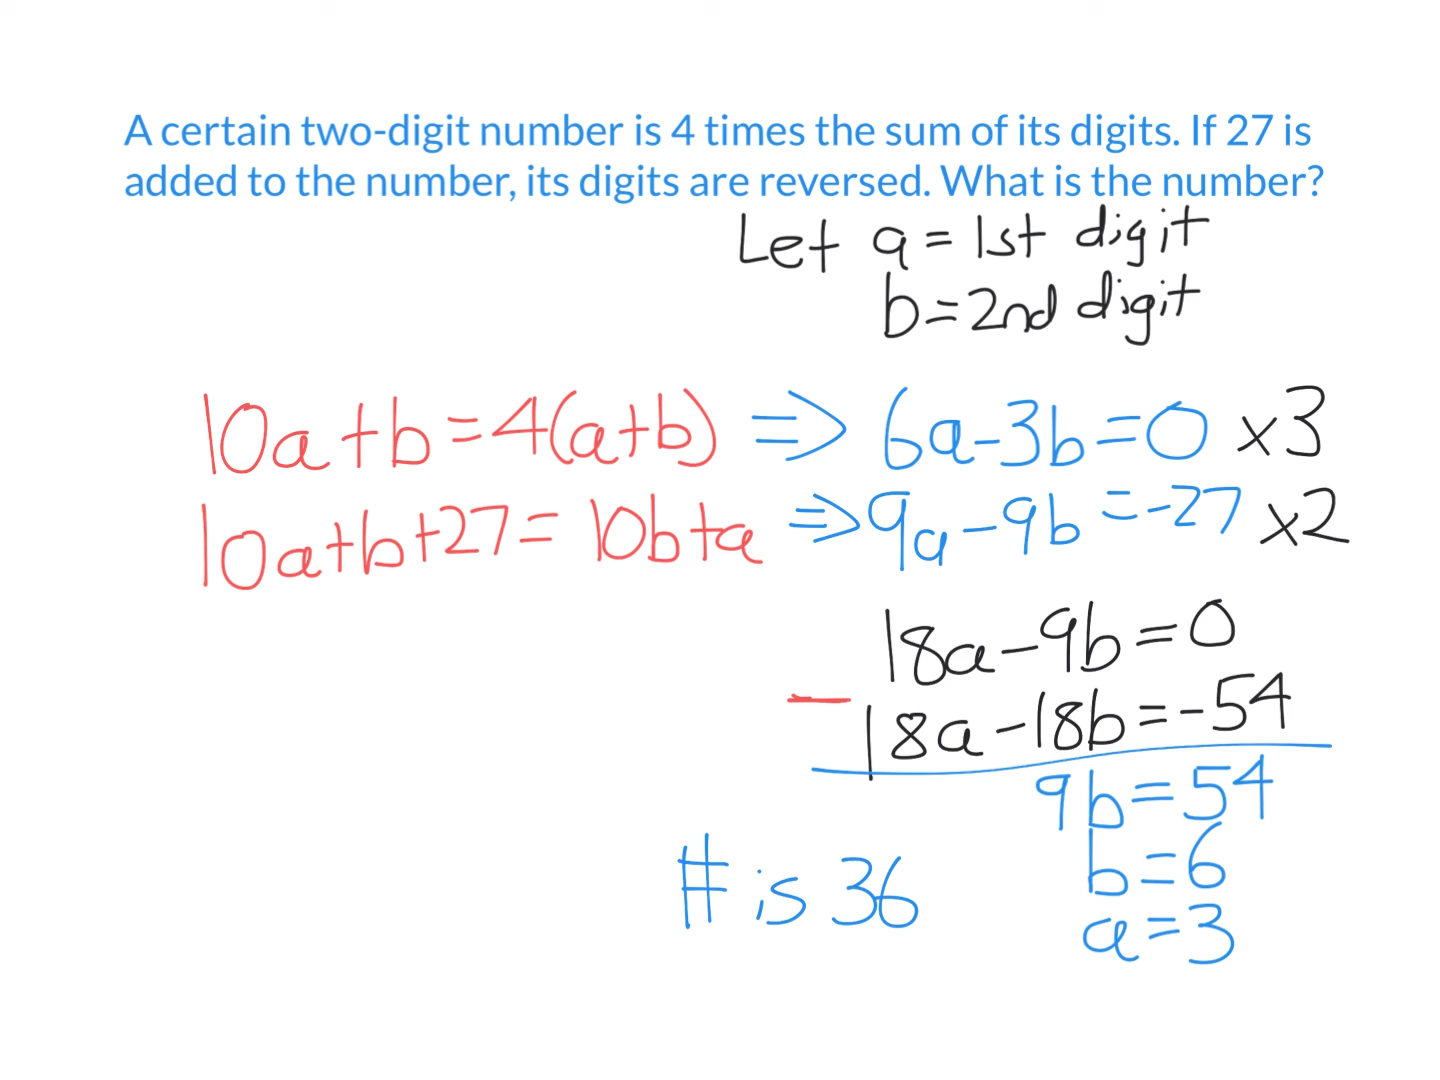 A certain two-digit number is 4 times the sum of its digits. If 27 is
added to the number, its digits are reversed. What is the number?
Let a = 1st digit
b = 2nd digit
10a+b=4(a+b) ⇒ 6a-3b=0 ×3
10a+b+27=10b+a ⇒ 9a-9b=-27 ×2
18a-9b=0
- 18a-18b=-54
9b=54
b=6
a=3
# is 36